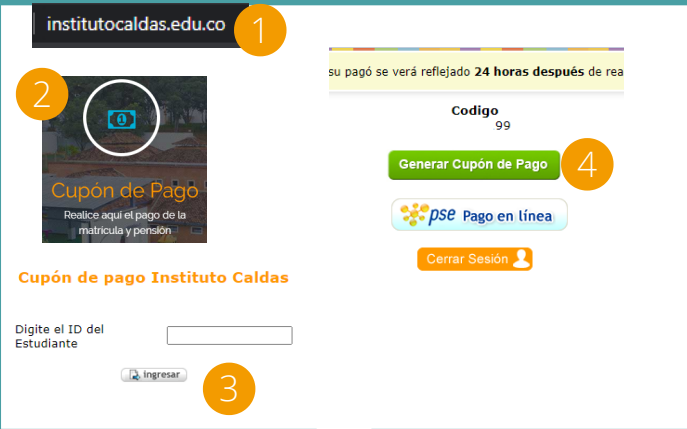 institutocaldas.edu.co
1
2
Cupón de Pago
Realice aquí el pago de la
matrícula y pensión
Cupón de pago Instituto Caldas
Digite el ID del
Estudiante
ingresar
3
su pagó se verá reflejado 24 horas después de rea
Codigo
99
Generar Cupón de Pago
4
pse Pago en línea
Cerrar Sesión